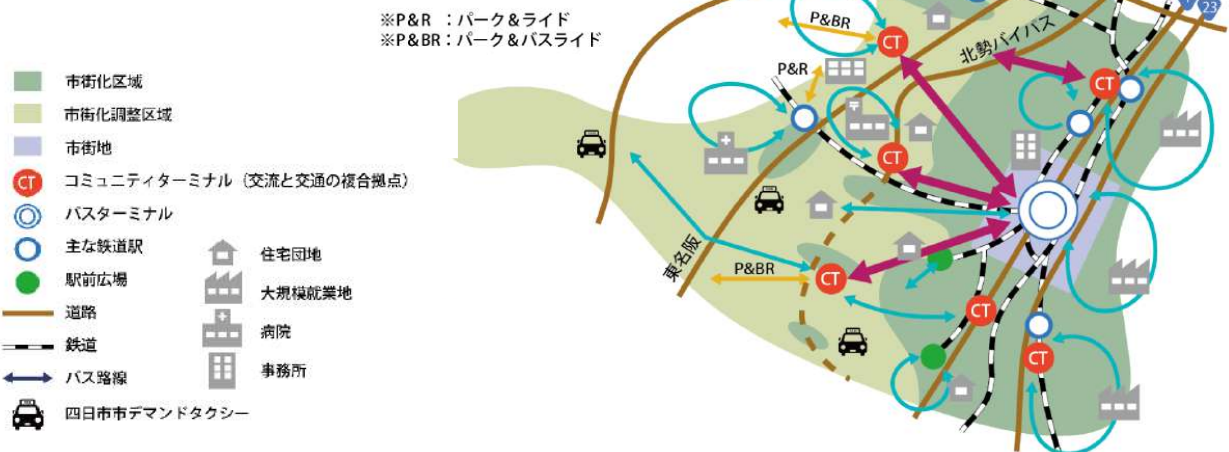 ※P&R ：パーク&ライド
※P&BR：パーク&バスライド
市街化区域
市街化調整区域
市街地
CT
コミュニティターミナル（交流と交通の複合拠点）
バスターミナル
主な鉄道駅
駅前広場
道路
鉄道
バス路線
四日市市デマンドタクシー
住宅団地
大規模就業地
病院
事務所
23
P&BR
CT
北勢バイパス
P&R
CT
CT
東名阪
P&BR
CT
CT
CT